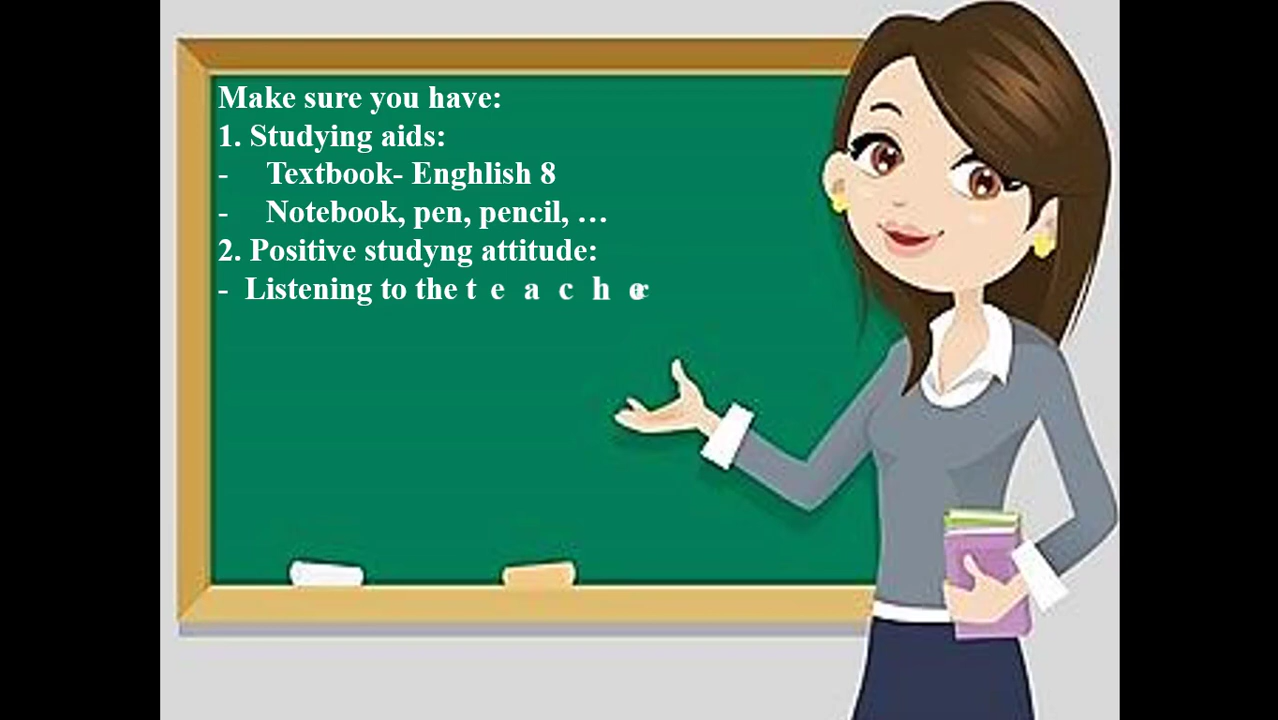 Make sure you have:
1. Studying aids:
- Textbook- Enghlish 8
- Notebook, pen, pencil, …
2. Positive studyng attitude:
- Listening to the teacher